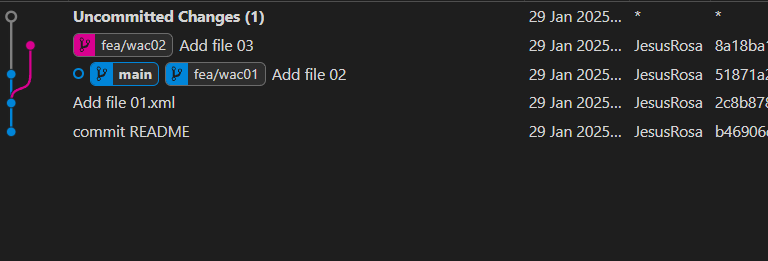 Uncommitted Changes (1) 29 Jan 2025... * *
fea/wac02 Add file 03 29 Jan 2025... JesusRosa 8a18ba1
main fea/wac01 Add file 02 29 Jan 2025... JesusRosa 51871a2
Add file 01.xml 29 Jan 2025... JesusRosa 2c8b878
commit README 29 Jan 2025... JesusRosa b46906